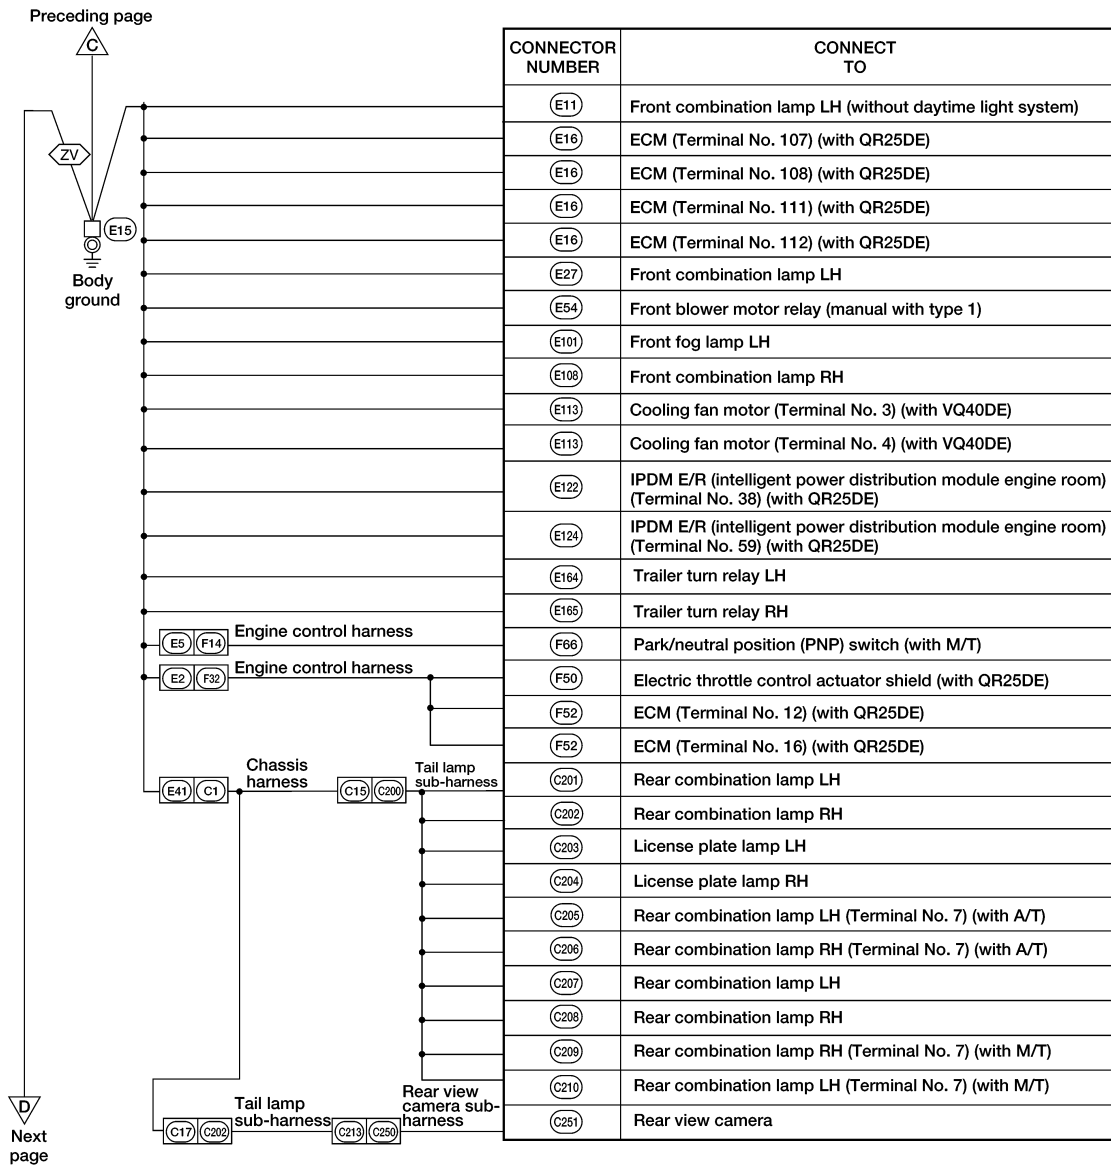 Preceding page
C
CONNECTOR
NUMBER
CONNECT
TO
E11 Front combination lamp LH (without daytime light system)
E16 ECM (Terminal No. 107) (with QR25DE)
ZV
E16 ECM (Terminal No. 108) (with QR25DE)
E16 ECM (Terminal No. 111) (with QR25DE)
E15
E16 ECM (Terminal No. 112) (with QR25DE)
Body
ground
E27 Front combination lamp LH
E54 Front blower motor relay (manual with type 1)
E101 Front fog lamp LH
E108 Front combination lamp RH
E113 Cooling fan motor (Terminal No. 3) (with VQ40DE)
E113 Cooling fan motor (Terminal No. 4) (with VQ40DE)
E122 IPDM E/R (intelligent power distribution module engine room)
(Terminal No. 38) (with QR25DE)
E124 IPDM E/R (intelligent power distribution module engine room)
(Terminal No. 59) (with QR25DE)
E164 Trailer turn relay LH
E165 Trailer turn relay RH
E5 F14 Engine control harness F66 Park/neutral position (PNP) switch (with M/T)
E2 F32 Engine control harness F50 Electric throttle control actuator shield (with QR25DE)
F52 ECM (Terminal No. 12) (with QR25DE)
F52 ECM (Terminal No. 16) (with QR25DE)
E41 C1
Chassis
harness
C15 C200
Tail lamp
sub-harness
C201 Rear combination lamp LH
C202 Rear combination lamp RH
C203 License plate lamp LH
C204 License plate lamp RH
C205 Rear combination lamp LH (Terminal No. 7) (with A/T)
C206 Rear combination lamp RH (Terminal No. 7) (with A/T)
C207 Rear combination lamp LH
C208 Rear combination lamp RH
C209 Rear combination lamp RH (Terminal No. 7) (with M/T)
C210 Rear combination lamp LH (Terminal No. 7) (with M/T)
D
Next
page
C17 C202
Tail lamp
sub-harness
C213 C250
Rear view
camera sub-
harness
C251 Rear view camera